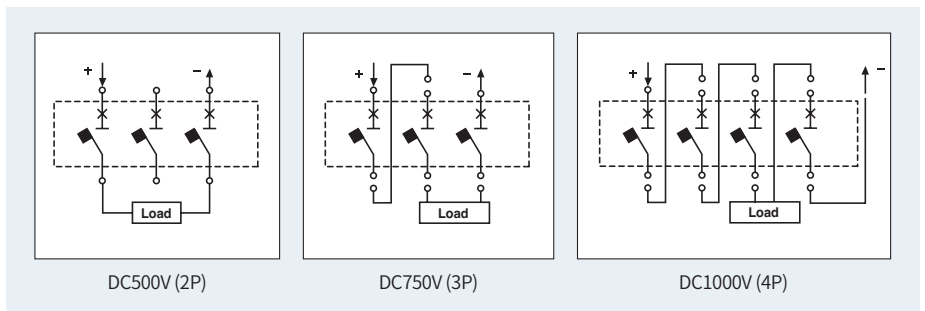 +
−
Load
DC500V (2P)
+
−
Load
DC750V (3P)
+
−
Load
DC1000V (4P)